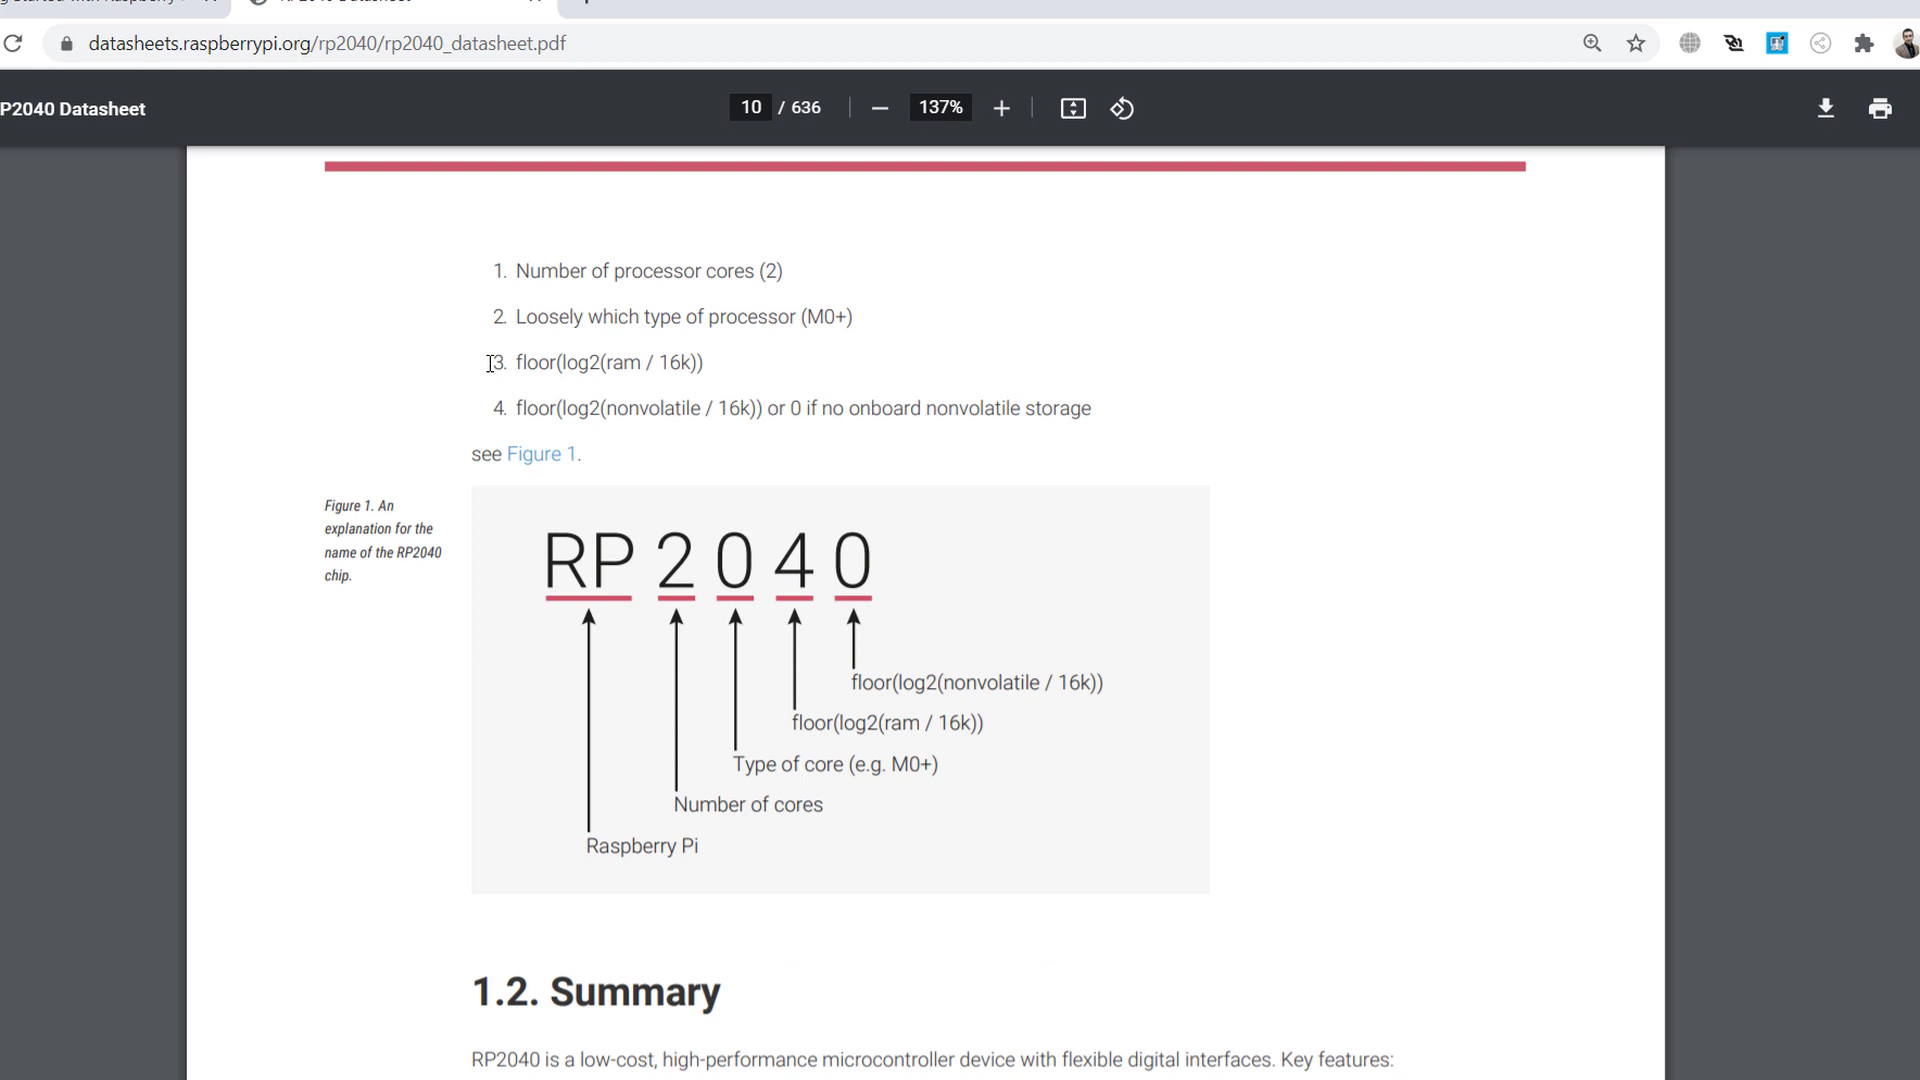 datasheets.raspberrypi.org/rp2040/rp2040_datasheet.pdf
P2040 Datasheet
10 / 636
137%
1. Number of processor cores (2)
2. Loosely which type of processor (M0+)
3. floor(log2(ram / 16k))
4. floor(log2(nonvolatile / 16k)) or 0 if no onboard nonvolatile storage
see Figure 1.
Figure 1. An
explanation for the
name of the RP2040
chip.
RP 2 0 4 0
floor(log2(nonvolatile / 16k))
floor(log2(ram / 16k))
Type of core (e.g. M0+)
Number of cores
Raspberry Pi
1.2. Summary
RP2040 is a low-cost, high-performance microcontroller device with flexible digital interfaces. Key features: